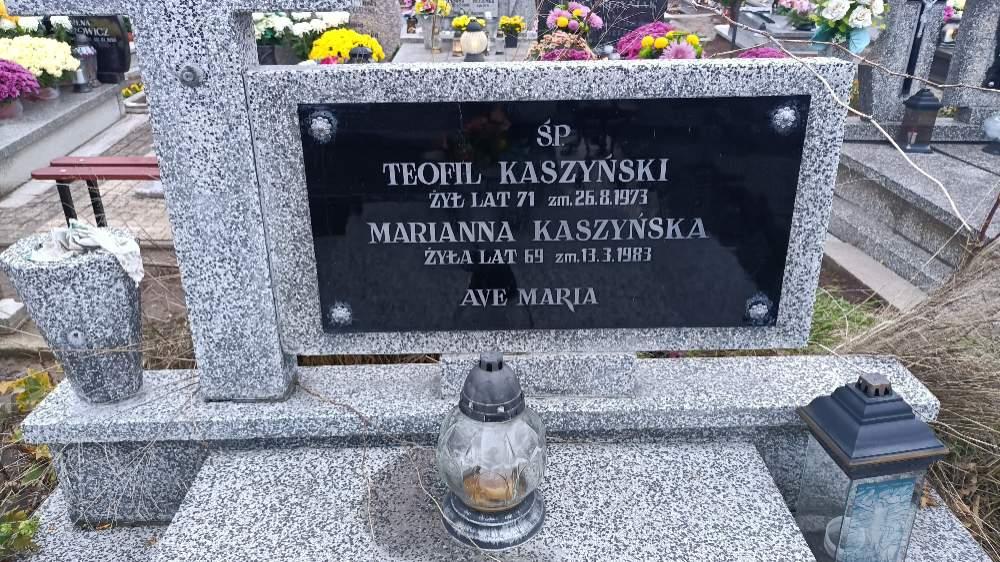 ŚP
TEOFIL KASZYŃSKI
ŻYŁ LAT 71 zm. 26.8.1973
MARIANNA KASZYŃSKA
ŻYŁA LAT 69 zm. 13.3.1983
AVE MARIA